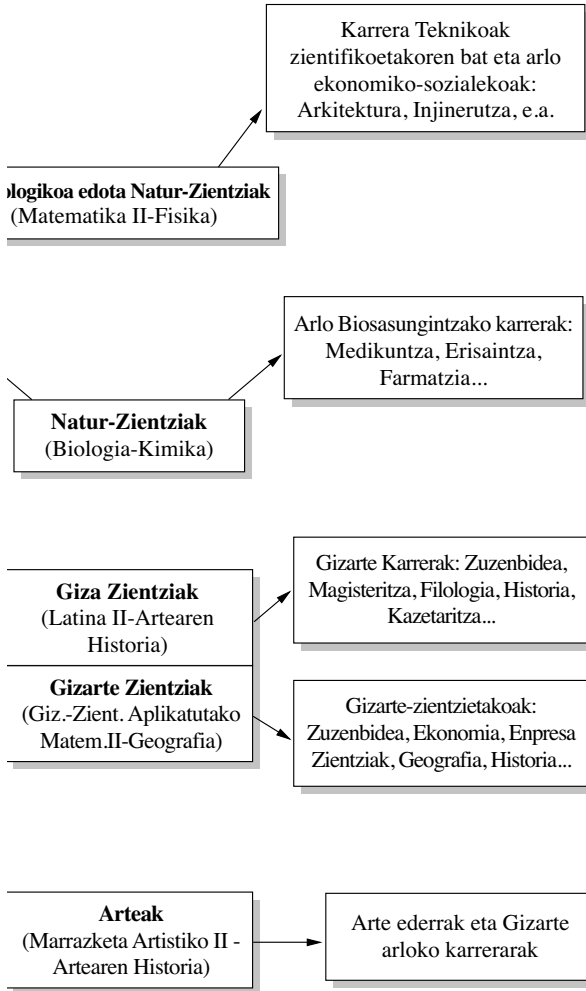 Karrera Teknikoak
zientifikoetakoren bat eta arlo
ekonomiko-sozialekoak:
Arkitektura, Injinerutza, e.a.
ologikoa edota Natur-Zientziak
(Matematika II-Fisika)
Arlo Biosasungintzako karrerak:
Medikuntza, Erisaintza,
Farmatzia...
Natur-Zientziak
(Biologia-Kimika)
Giza Zientziak
(Latina II-Artearen
Historia)
Gizarte Karrerak: Zuzenbidea,
Magisteritza, Filologia, Historia,
Kazetaritza...
Gizarte Zientziak
(Giz.-Zient. Aplikatutako
Matem.II-Geografia)
Gizarte-zientzietakoak:
Zuzenbidea, Ekonomia, Enpresa
Zientziak, Geografia, Historia...
Arteak
(Marrazketa Artistiko II -
Artearen Historia)
Arte ederrak eta Gizarte
arloko karrerarak